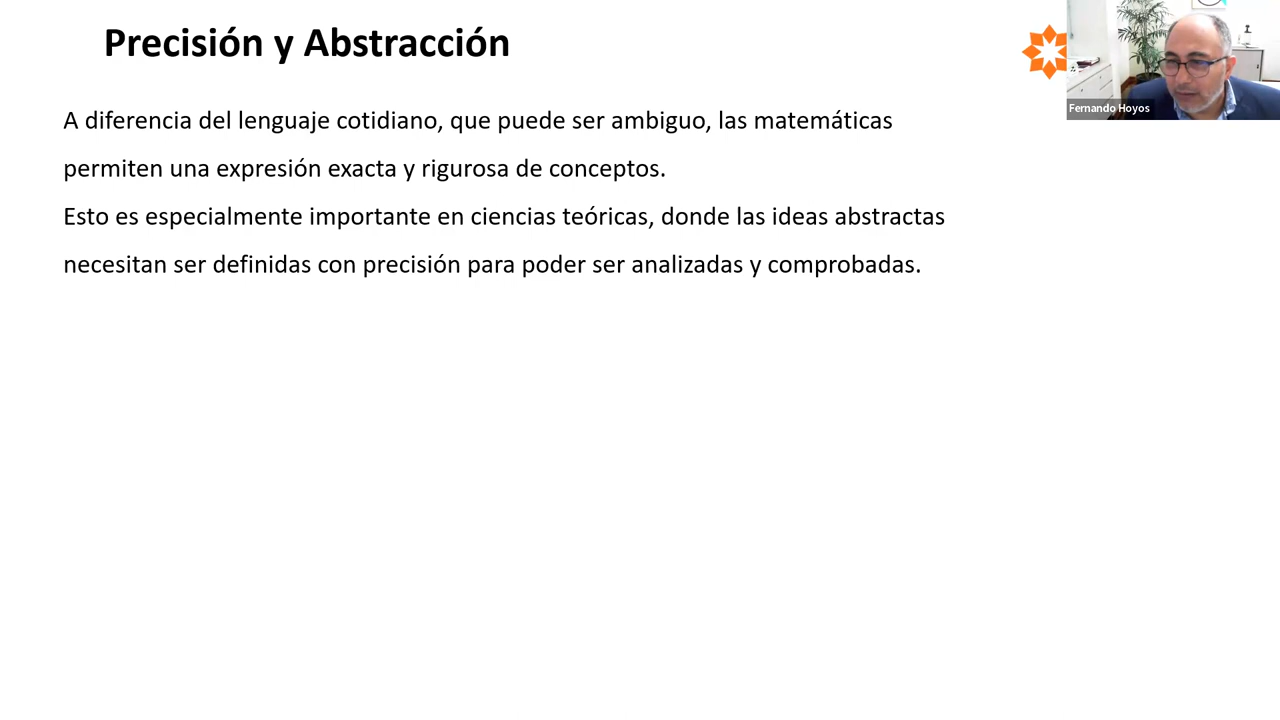 Precisión y Abstracción
Fernando Hoyos
A diferencia del lenguaje cotidiano, que puede ser ambiguo, las matemáticas
permiten una expresión exacta y rigurosa de conceptos.
Esto es especialmente importante en ciencias teóricas, donde las ideas abstractas
necesitan ser definidas con precisión para poder ser analizadas y comprobadas.